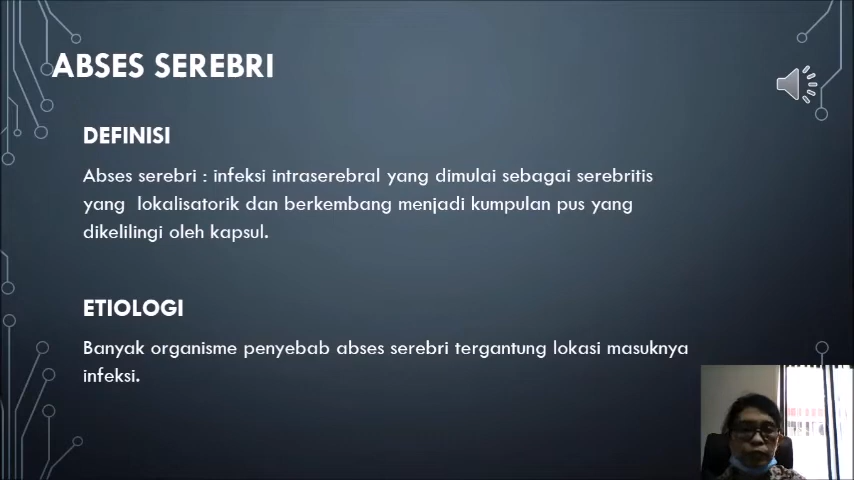 ABSES SEREBRI
DEFINISI
Abses serebri : infeksi intraserebral yang dimulai sebagai serebritis
yang lokalisatorik dan berkembang menjadi kumpulan pus yang
dikelilingi oleh kapsul.
ETIOLOGI
Banyak organisme penyebab abses serebri tergantung lokasi masuknya
infeksi.